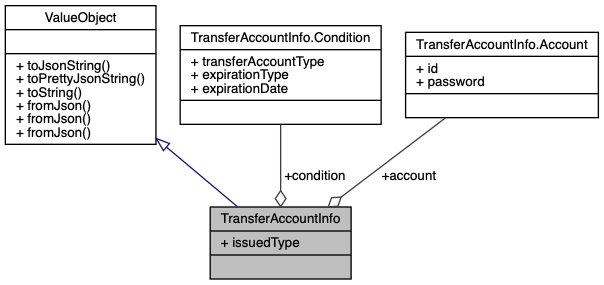 ValueObject
+ toJsonString()
+ toPrettyJsonString()
+ toString()
+ fromJson()
+ fromJson()
+ fromJson()
TransferAccountInfo.Condition
+ transferAccountType
+ expirationType
+ expirationDate
TransferAccountInfo.Account
+ id
+ password
+condition
+account
TransferAccountInfo
+ issuedType